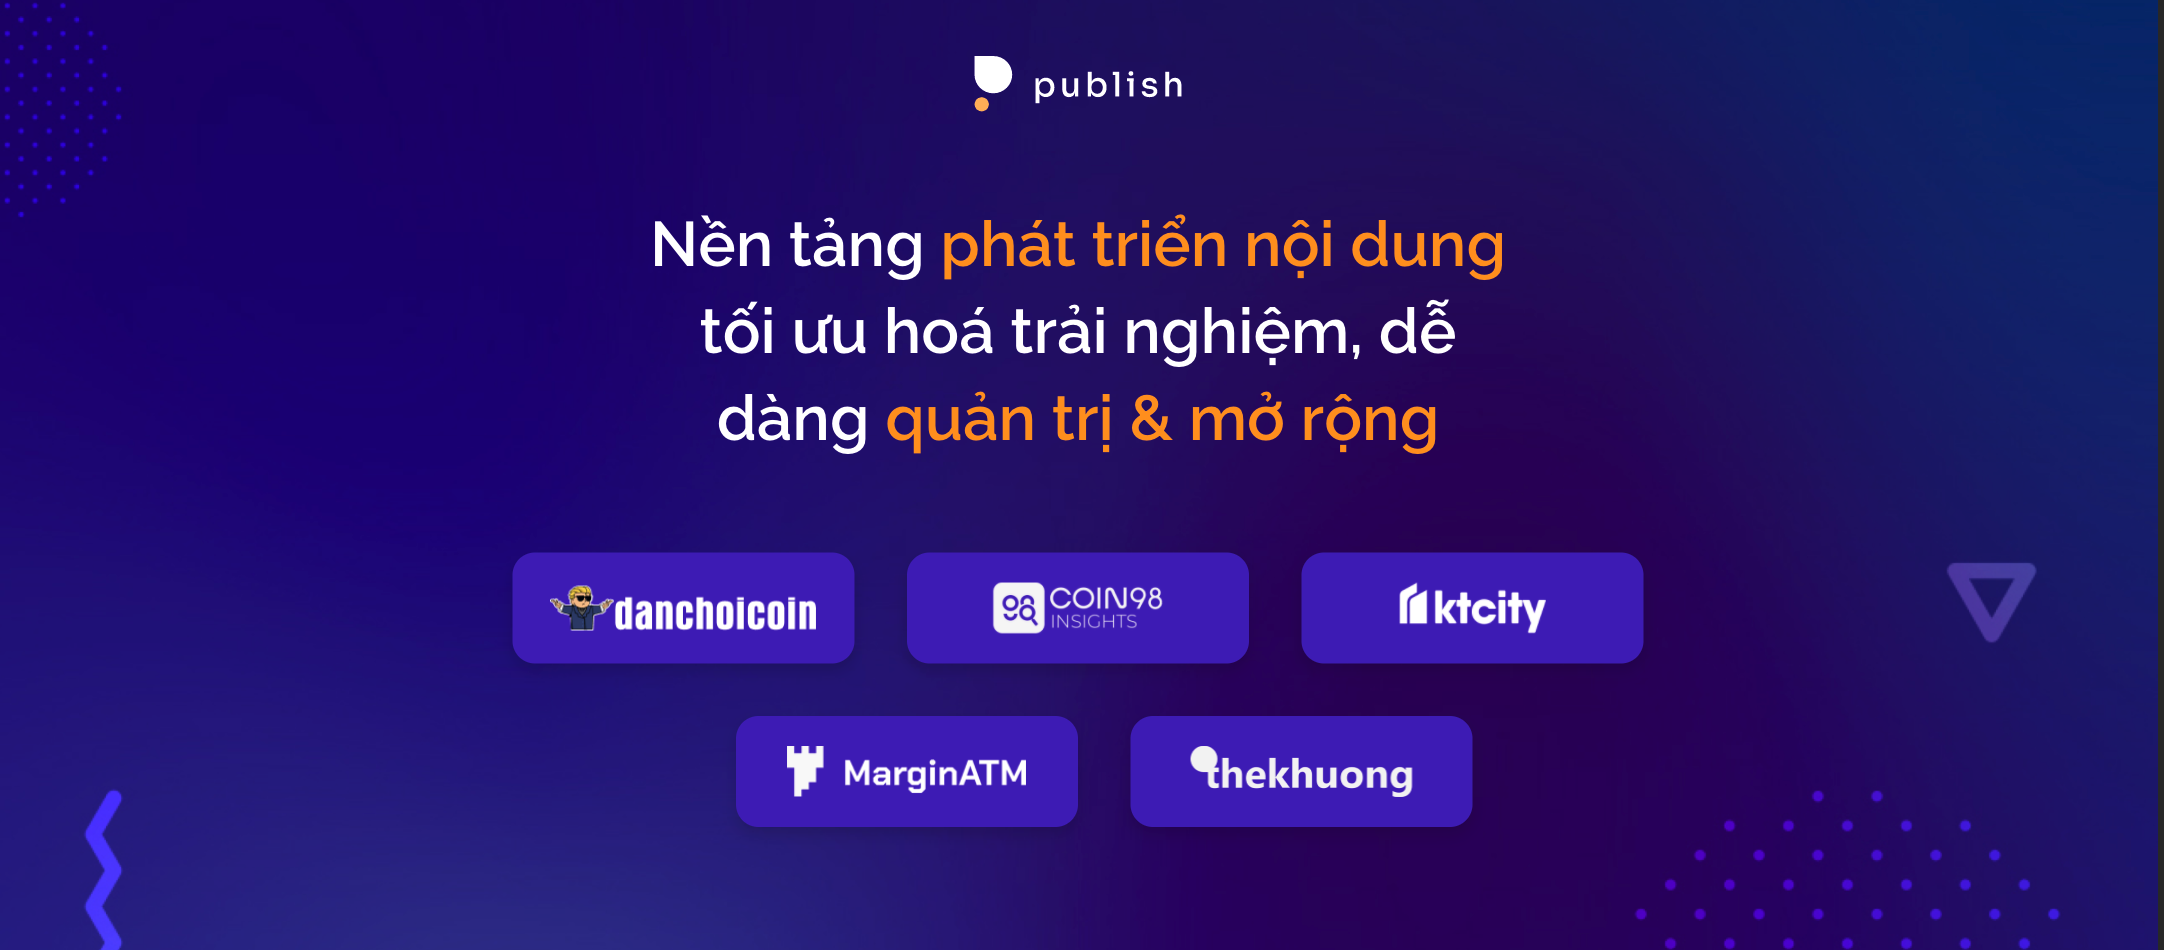 publish
Nền tảng phát triển nội dung
tối ưu hoá trải nghiệm, dễ
dàng quản trị & mở rộng
danchoicoin
COIN98
INSIGHTS
ktcity
MarginATM
thekhuong